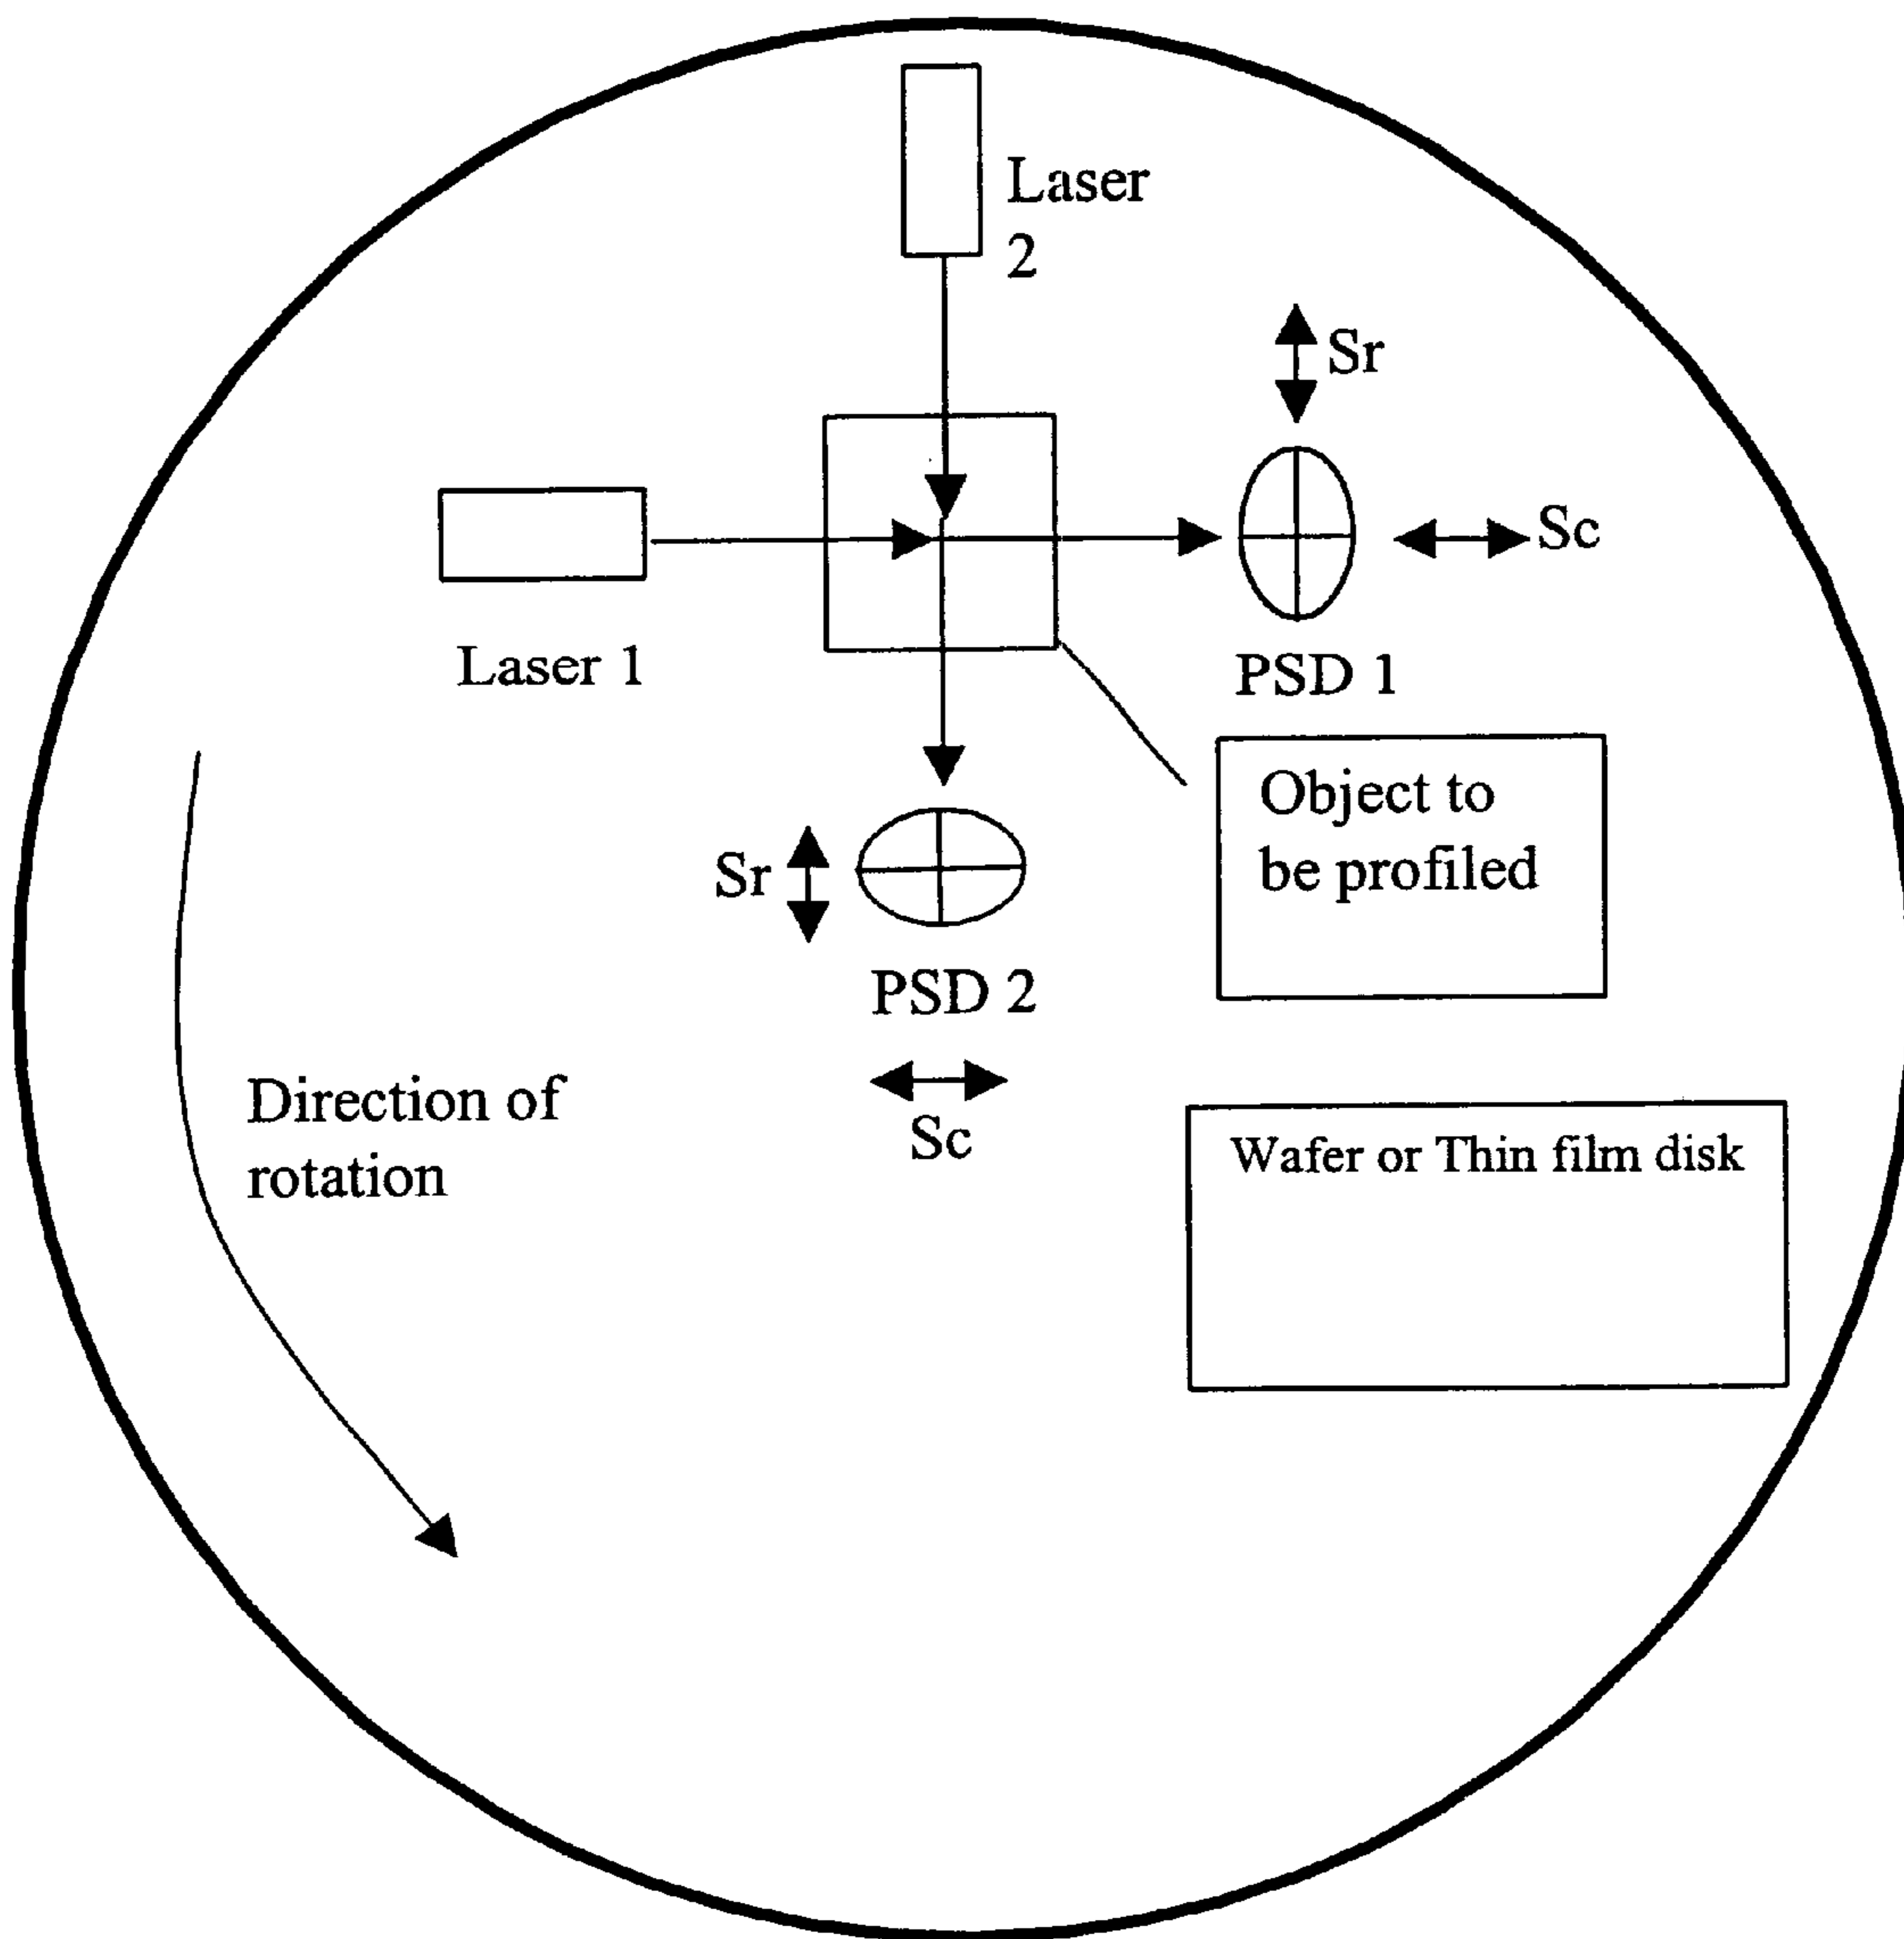 Laser
2
Sr
Sc
Laser 1
PSD 1
Object to
be profiled
Sr
PSD 2
Direction of
rotation
Sc
Wafer or Thin film disk